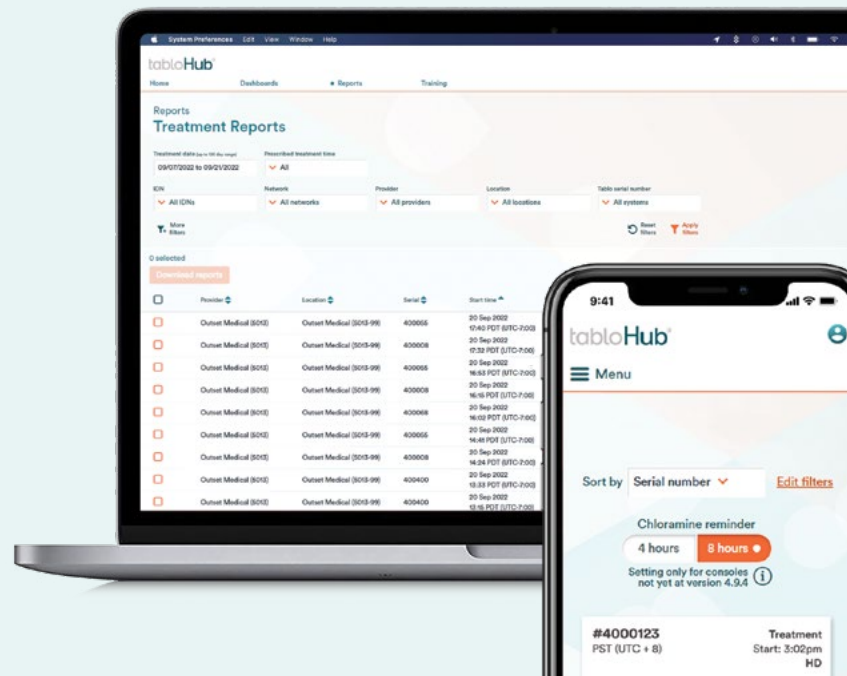 System Preferences Edit View Window Help
tabloHub
Home Dashboards Reports Training
Reports
Treatment Reports
Treatment date Prescribed treatment time
09/07/2022 to 09/21/2022 All
IDN Network Provider Location Tablo serial number
All IDNs All networks All providers All locations All systems
More filters Reset filters Apply filters
0 selected
Download reports
Provider Location Serial Start time
Outset Medical (5013) Outset Medical (5013-99) 400055 20 Sep 2022
17:40 PDT (UTC-7:00)
Outset Medical (5013) Outset Medical (5013-99) 400008 20 Sep 2022
17:32 PDT (UTC-7:00)
Outset Medical (5013) Outset Medical (5013-99) 20 Sep 2022
16:53 PDT (UTC-7:00)
Outset Medical (5013) Outset Medical (5013-99) 400008 20 Sep 2022
16:15 PDT (UTC-7:00)
Outset Medical (5013) Outset Medical (5013-99) 20 Sep 2022
16:02 PDT (UTC-7:00)
Outset Medical (5013) Outset Medical (5013-99) 400055 20 Sep 2022
14:41 PDT (UTC-7:00)
Outset Medical (5013) Outset Medical (5013-99) 400008 20 Sep 2022
14:24 PDT (UTC-7:00)
Outset Medical (5013) Outset Medical (5013-99) 400400 20 Sep 2022
13:33 PDT (UTC-7:00)
Outset Medical (5013) Outset Medical (5013-99) 400400 20 Sep 2022
13:15 PDT (UTC-7:00)
9:41
tabloHub
Menu
Sort by Serial number Edit filters
Chloramine reminder
4 hours 8 hours
Setting only for consoles
not yet at version 4.9.4
#4000123 Treatment
PST (UTC + 8) Start: 3:02pm
HD